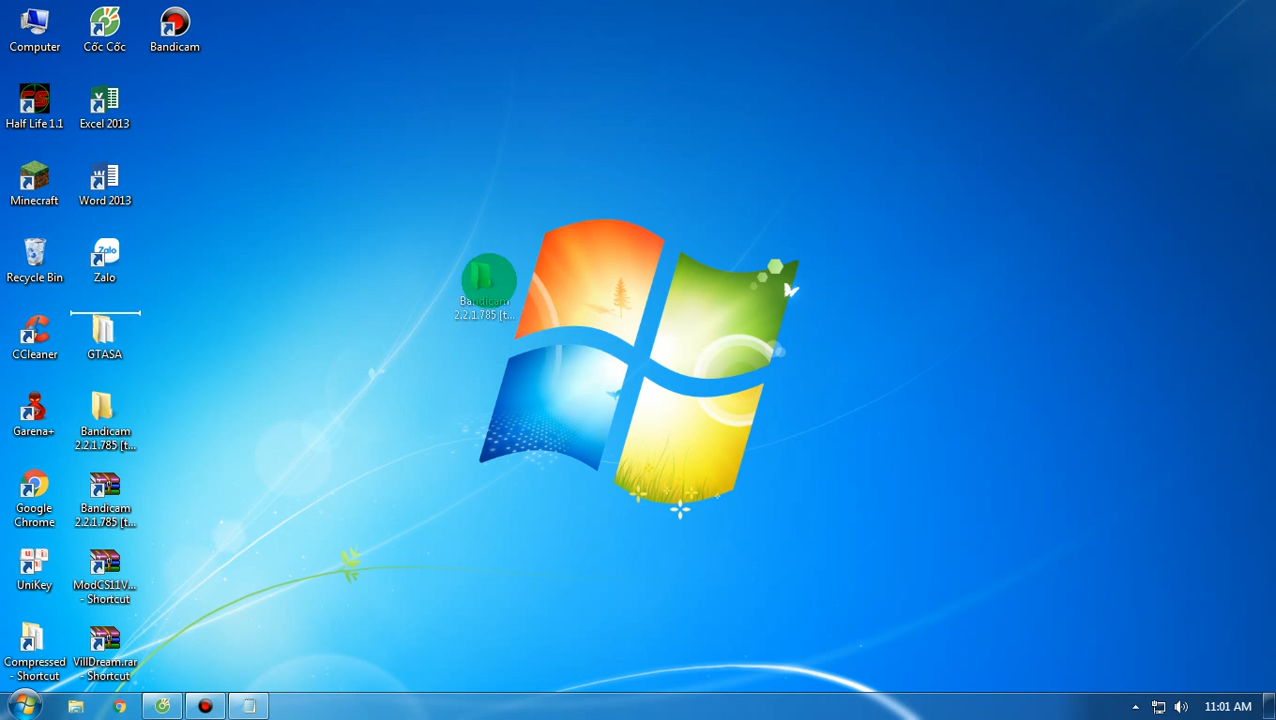 Computer
Cốc Cốc
Bandicam
Half Life 1.1
Excel 2013
Minecraft
Word 2013
Recycle Bin
Zalo
Zalo
CCleaner
GTASA
Garena+
Bandicam
2.2.1.785 [t...
Google
Chrome
Bandicam
2.2.1.785 [t...
UniKey
ModCS11V...
- Shortcut
Compressed
- Shortcut
VillDream.rar
- Shortcut
Bandicam
2.2.1.785 [t...
11:01 AM